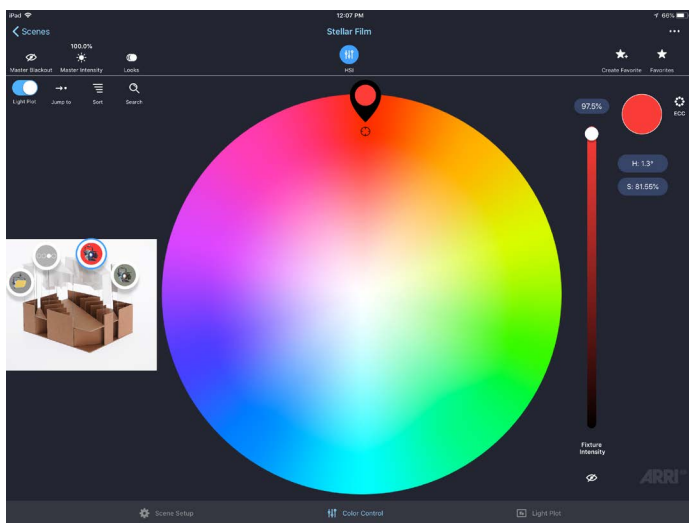 iPad 12:07 PM 66%
Scenes Stellar Film
100.0%
Master Blackout Master Intensity Looks HSI Create Favorite Favorites
Light Plot Jump to Sort Search
97.5%
ECC
H: 1.3°
S: 81.55%
Fixture
Intensity
ARRI
Scene Setup Color Control Light Plot